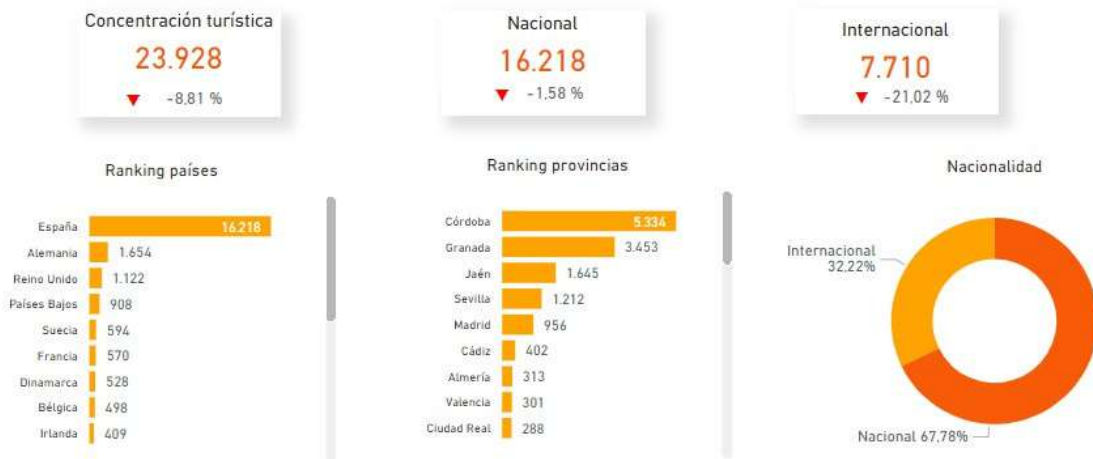 Concentración turística
23.928
▼ -8,81 %
Nacional
16.218
▼ -1,58 %
Internacional
7.710
▼ -21,02 %
Ranking países
España 16.218
Alemania 1.654
Reino Unido 1.122
Países Bajos 908
Suecia 594
Francia 570
Dinamarca 528
Bélgica 498
Irlanda 409
Ranking provincias
Córdoba 5.334
Granada 3.453
Jaén 1.645
Sevilla 1.212
Madrid 956
Cádiz 402
Almería 313
Valencia 301
Ciudad Real 288
Nacionalidad
Internacional
32,22%
Nacional 67,78%